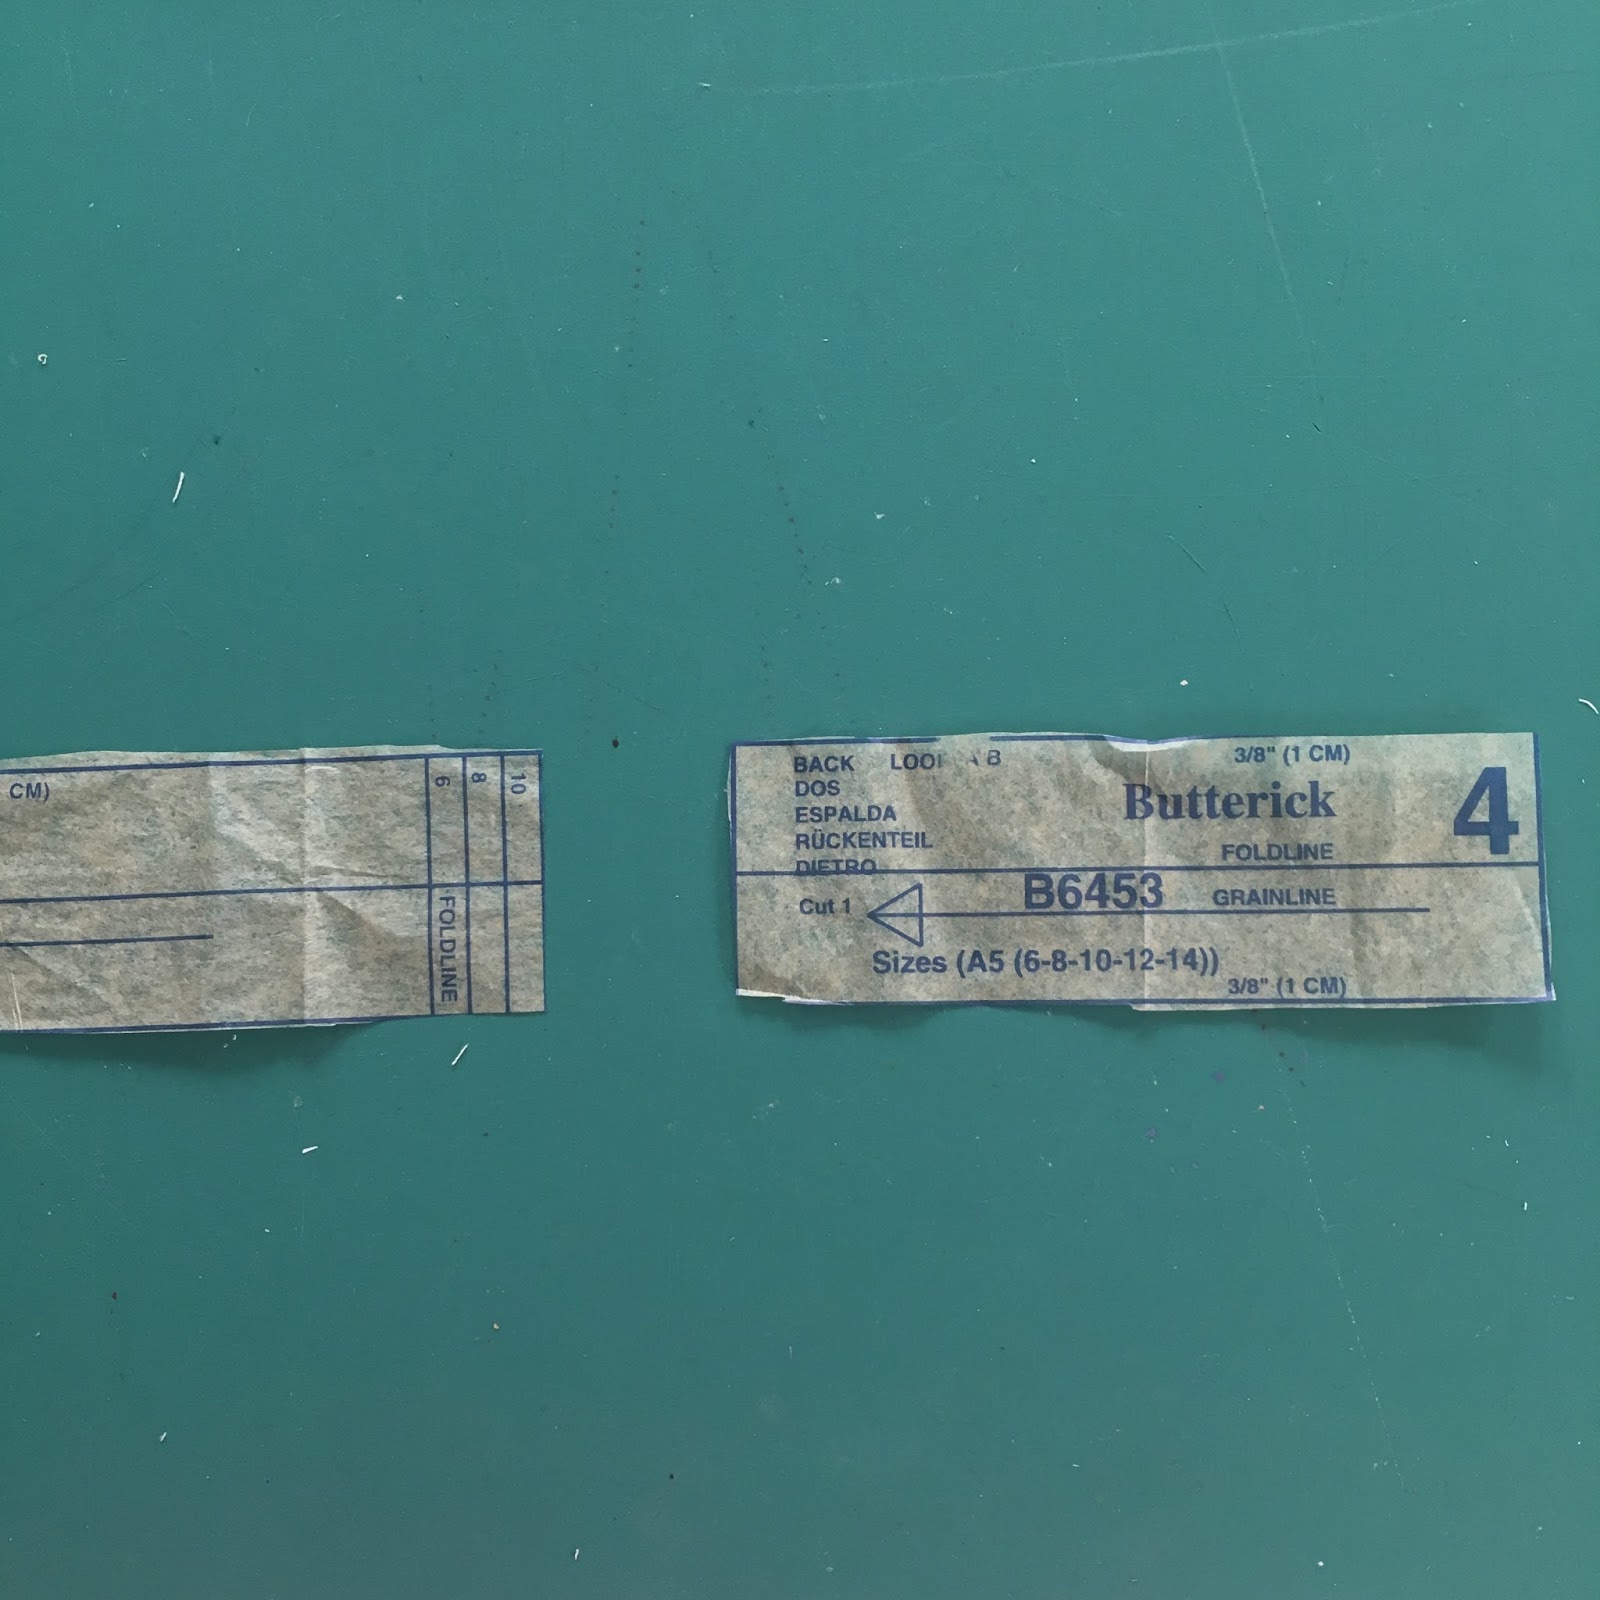 CM)
6
8
10
FOLDLINE
BACK A B
DOS
ESPALDA
RÜCKENTEIL
DIETRO
3/8" (1 CM)
Butterick
4
FOLDLINE
Cut 1
B6453
GRAINLINE
Sizes (A5 (6-8-10-12-14))
3/8" (1 CM)